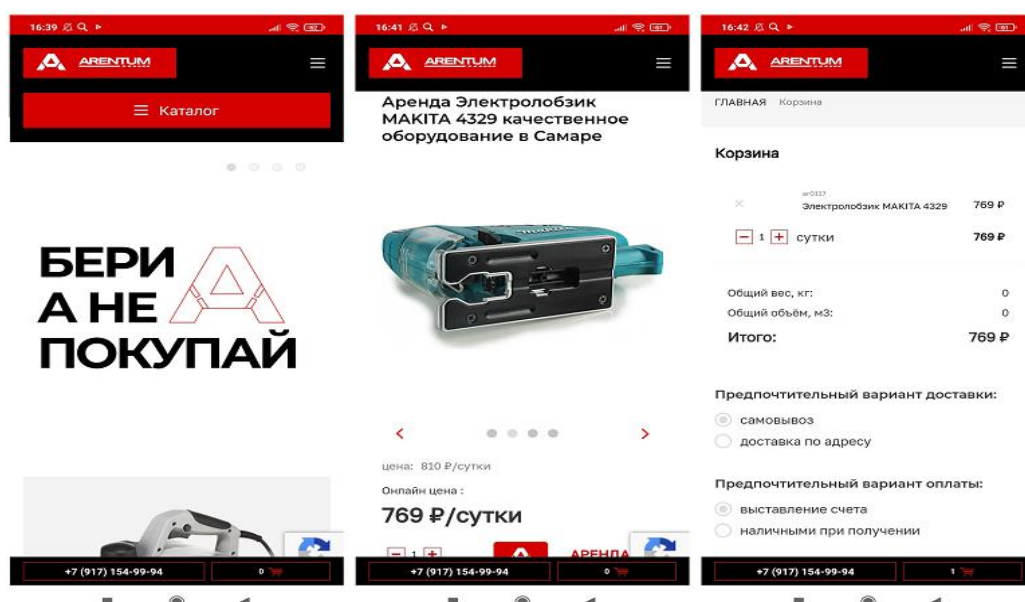 16:39
62
ARENTUM
Каталог
БЕРИ
А НЕ
ПОКУПАЙ
+7 (917) 154-99-94
0
16:41
61
ARENTUM
Аренда Электролобзик
MAKITA 4329 качественное
оборудование в Самаре
цена: 810 ₽/сутки
Онлайн цена :
769 ₽/сутки
1
АРЕНДА
+7 (917) 154-99-94
0
16:42
61
ARENTUM
ГЛАВНАЯ Корзина
Корзина
ar0337
Электролобзик MAKITA 4329 769 ₽
1 сутки 769 ₽
Общий вес, кг: 0
Общий объём, м3: 0
Итого: 769 ₽
Предпочтительный вариант доставки:
самовывоз
доставка по адресу
Предпочтительный вариант оплаты:
выставление счета
наличными при получении
+7 (917) 154-99-94
1